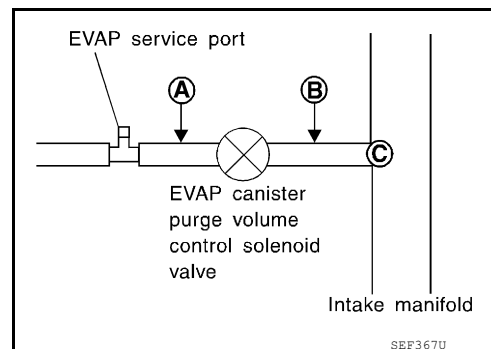 EVAP service port
A
B
C
EVAP canister
purge volume
control solenoid
valve
Intake manifold
SEF367U